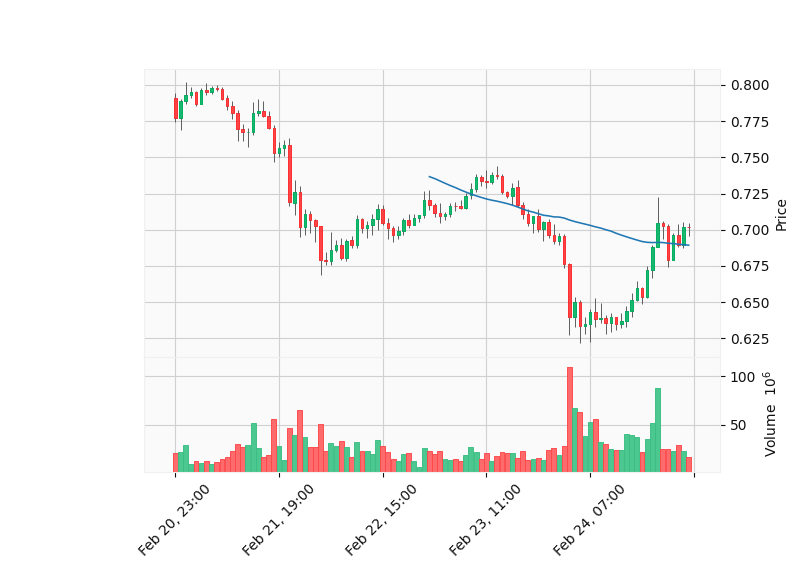 0.800
0.775
0.750
0.725
0.700
0.675
0.650
0.625
Price
100
50
Volume 10⁶
Feb 20, 23:00
Feb 21, 19:00
Feb 22, 15:00
Feb 23, 11:00
Feb 24, 07:00